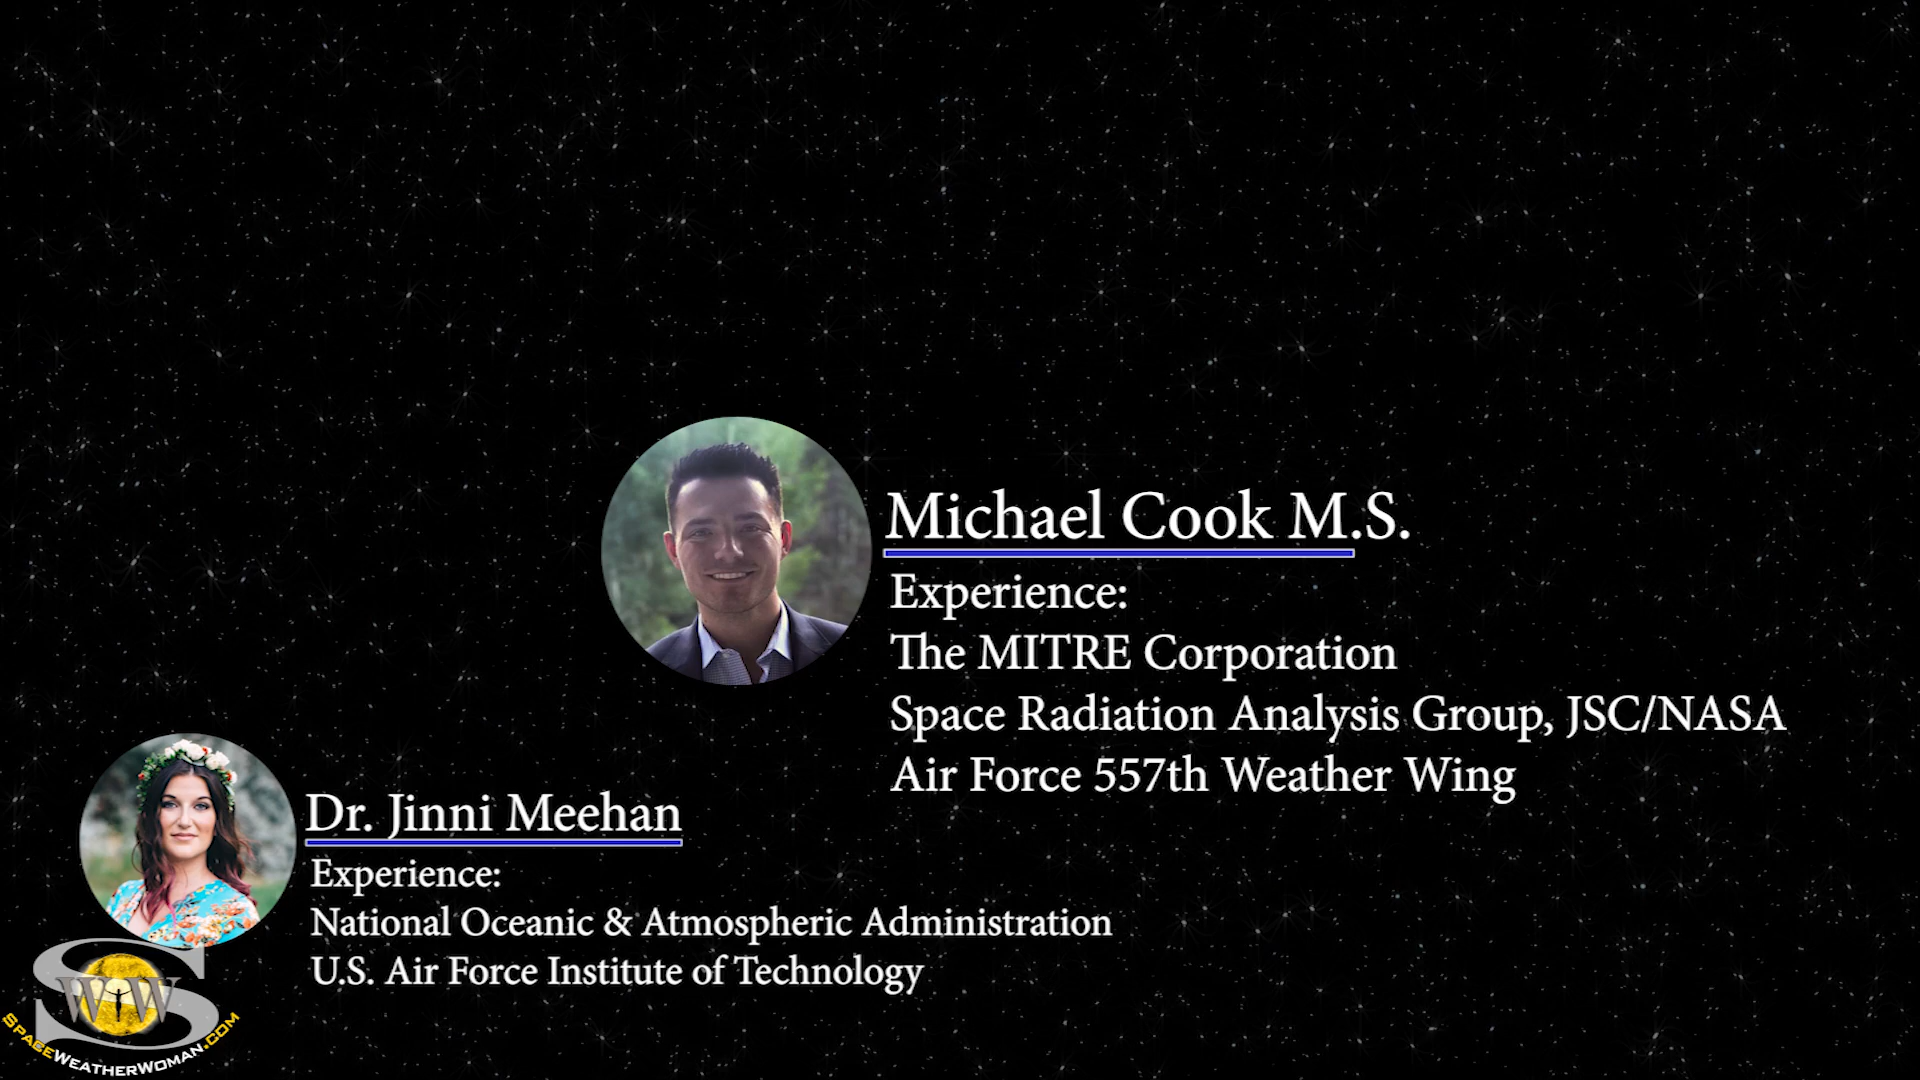 Michael Cook M.S.
Experience:
The MITRE Corporation
Space Radiation Analysis Group, JSC/NASA
Air Force 557th Weather Wing
Dr. Jinni Meehan
Experience:
National Oceanic & Atmospheric Administration
U.S. Air Force Institute of Technology
SWW
SPACEWEATHERWOMAN.COM